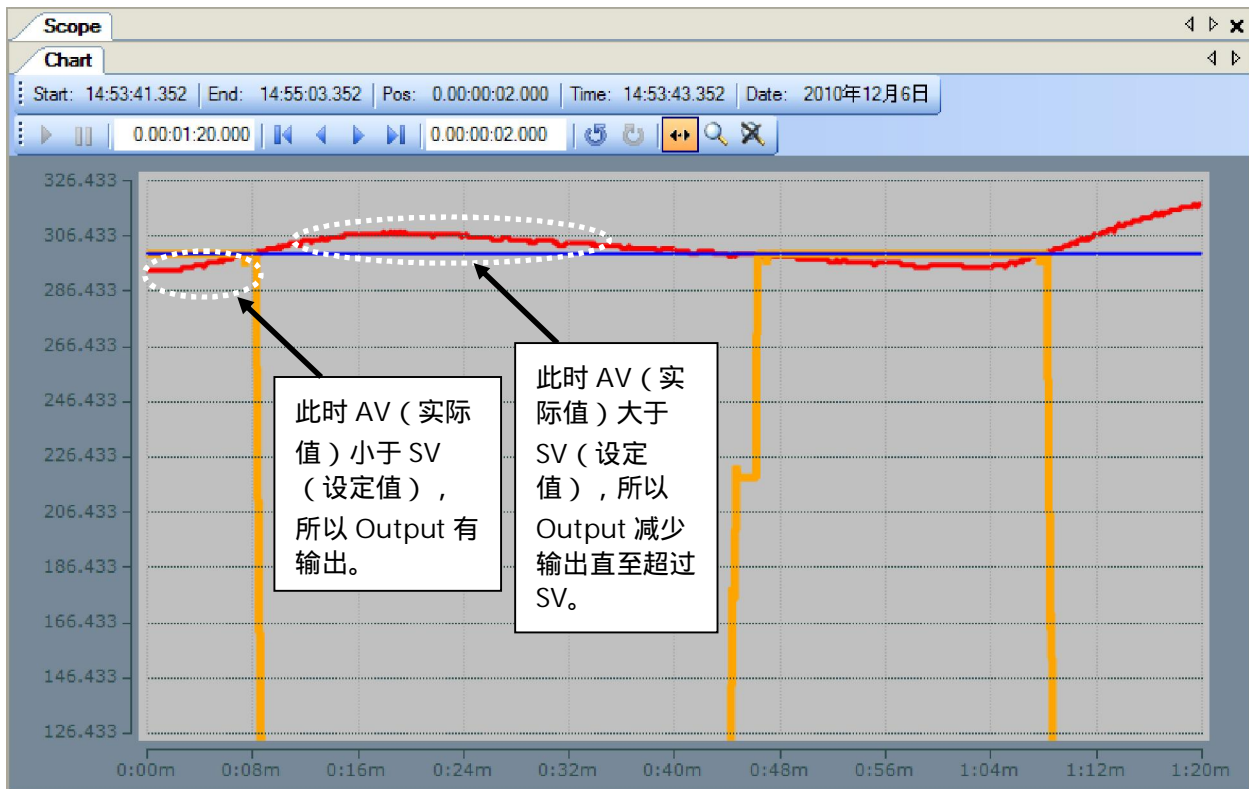 Scope
Chart
Start: 14:53:41.352 End: 14:55:03.352 Pos: 0.00:00:02.000 Time: 14:53:43.352 Date: 2010年12月6日
0.00:01:20.000 0.00:00:02.000
326.433
306.433
286.433
266.433
246.433
226.433
206.433
186.433
166.433
146.433
126.433
此时 AV（实际
值）小于 SV
（设定值），
所以 Output 有
输出。
此时 AV（实
际值）大于
SV（设定
值），所以
Output 减少
输出直至超过
SV。
0:00m 0:08m 0:16m 0:24m 0:32m 0:40m 0:48m 0:56m 1:04m 1:12m 1:20m